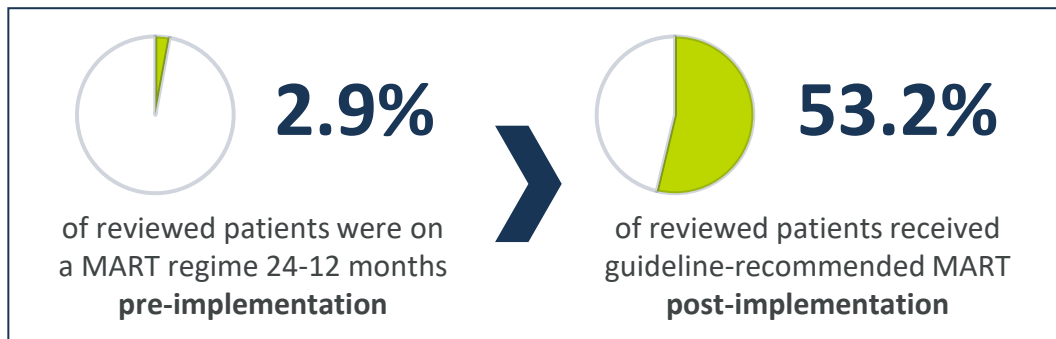 2.9%
of reviewed patients were on
a MART regime 24-12 months
pre-implementation
53.2%
of reviewed patients received
guideline-recommended MART
post-implementation